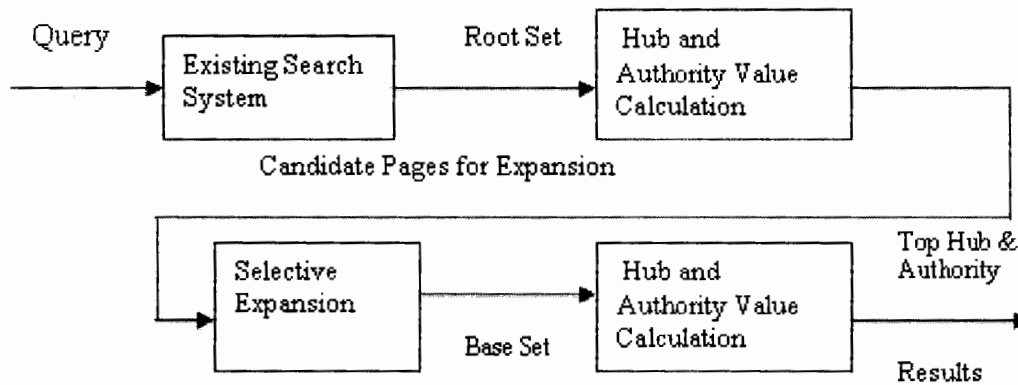 Query
Existing Search
System
Root Set
Hub and
Authority Value
Calculation
Candidate Pages for Expansion
Selective
Expansion
Base Set
Hub and
Authority Value
Calculation
Top Hub &
Authority
Results